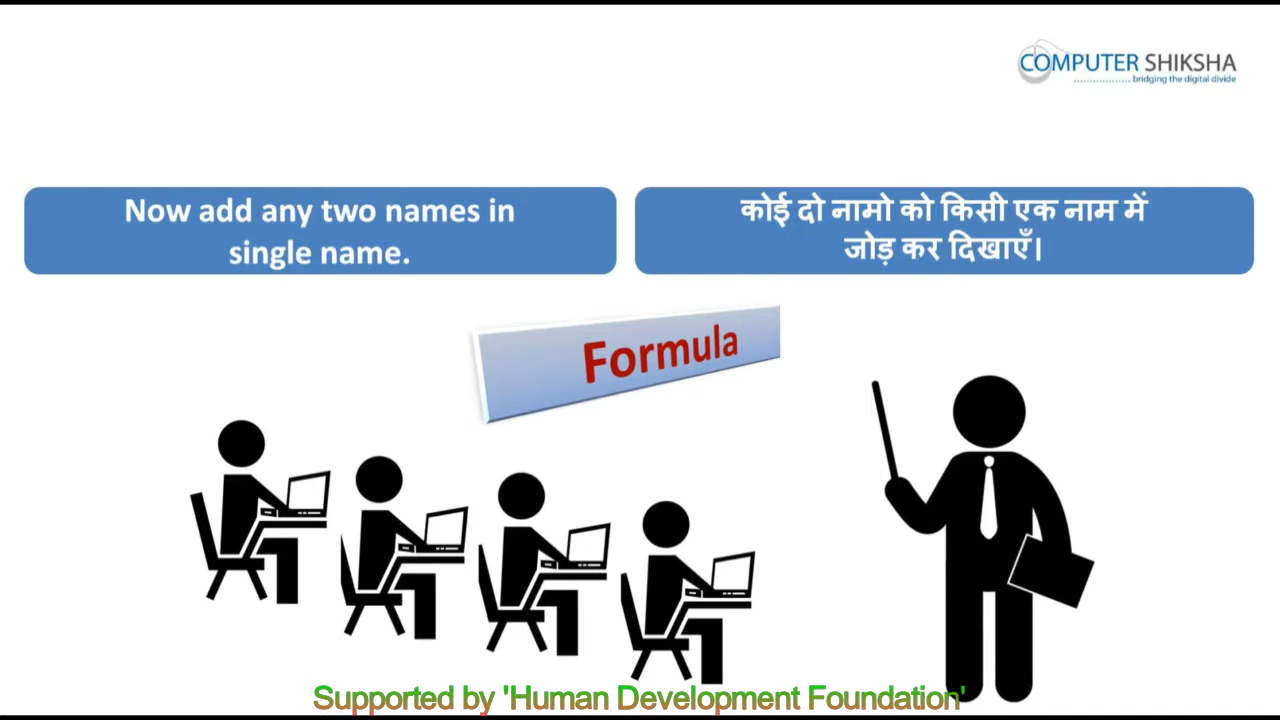 COMPUTER SHIKSHA
.................. bridging the digital divide
Now add any two names in
single name.
कोई दो नामो को किसी एक नाम में
जोड़ कर दिखाएँ।
Formula
Supported by 'Human Development Foundation'